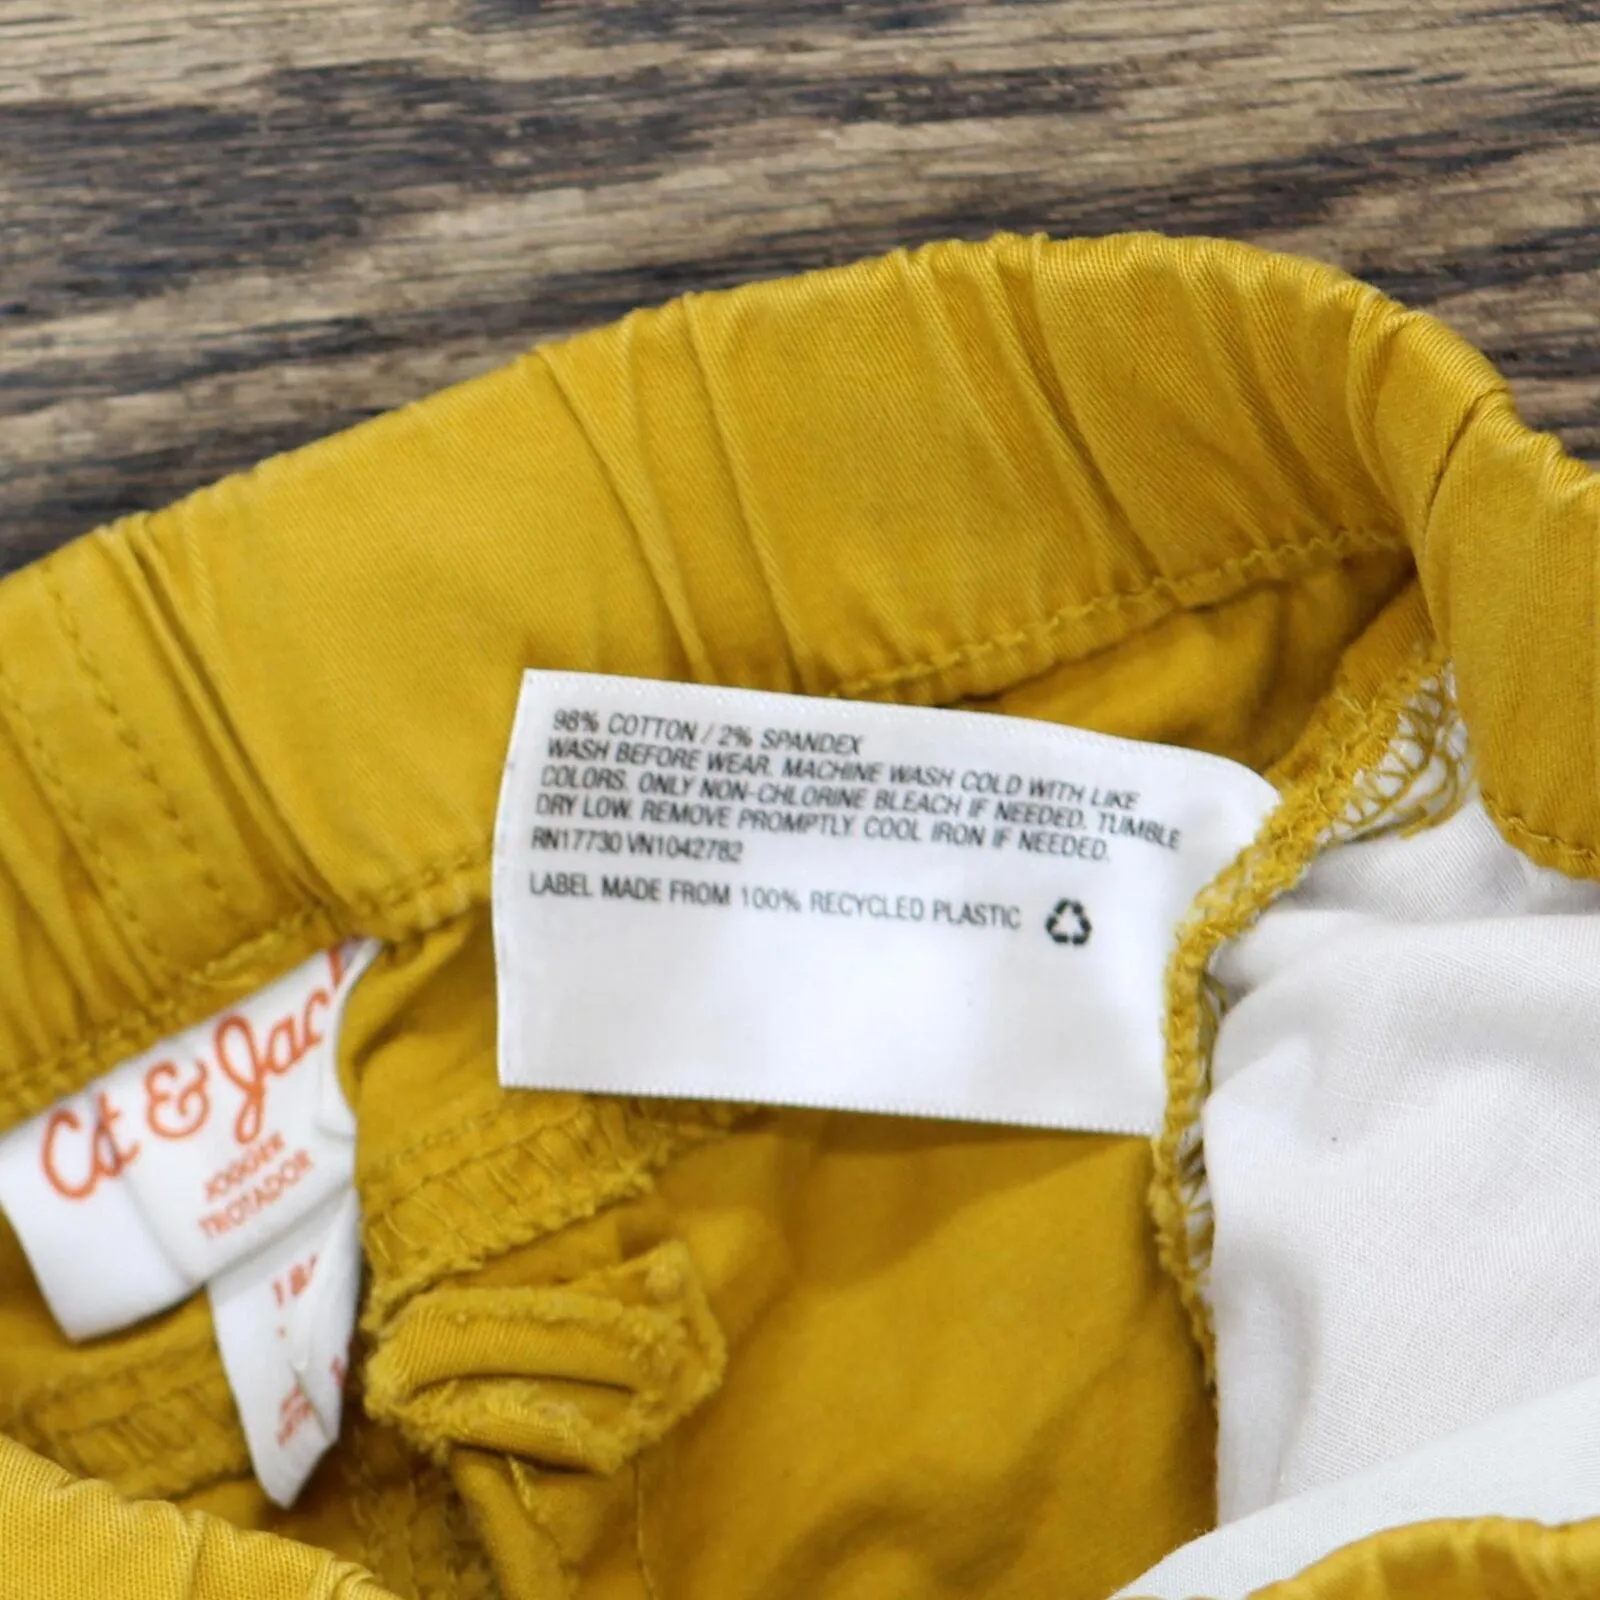 98% COTTON / 2% SPANDEX
WASH BEFORE WEAR. MACHINE WASH COLD WITH LIKE
COLORS. ONLY NON-CHLORINE BLEACH IF NEEDED. TUMBLE
DRY LOW. REMOVE PROMPTLY. COOL IRON IF NEEDED.
RN17730 VN1042782
LABEL MADE FROM 100% RECYCLED PLASTIC
Cat & Jack
JOGGER
TROTADOR